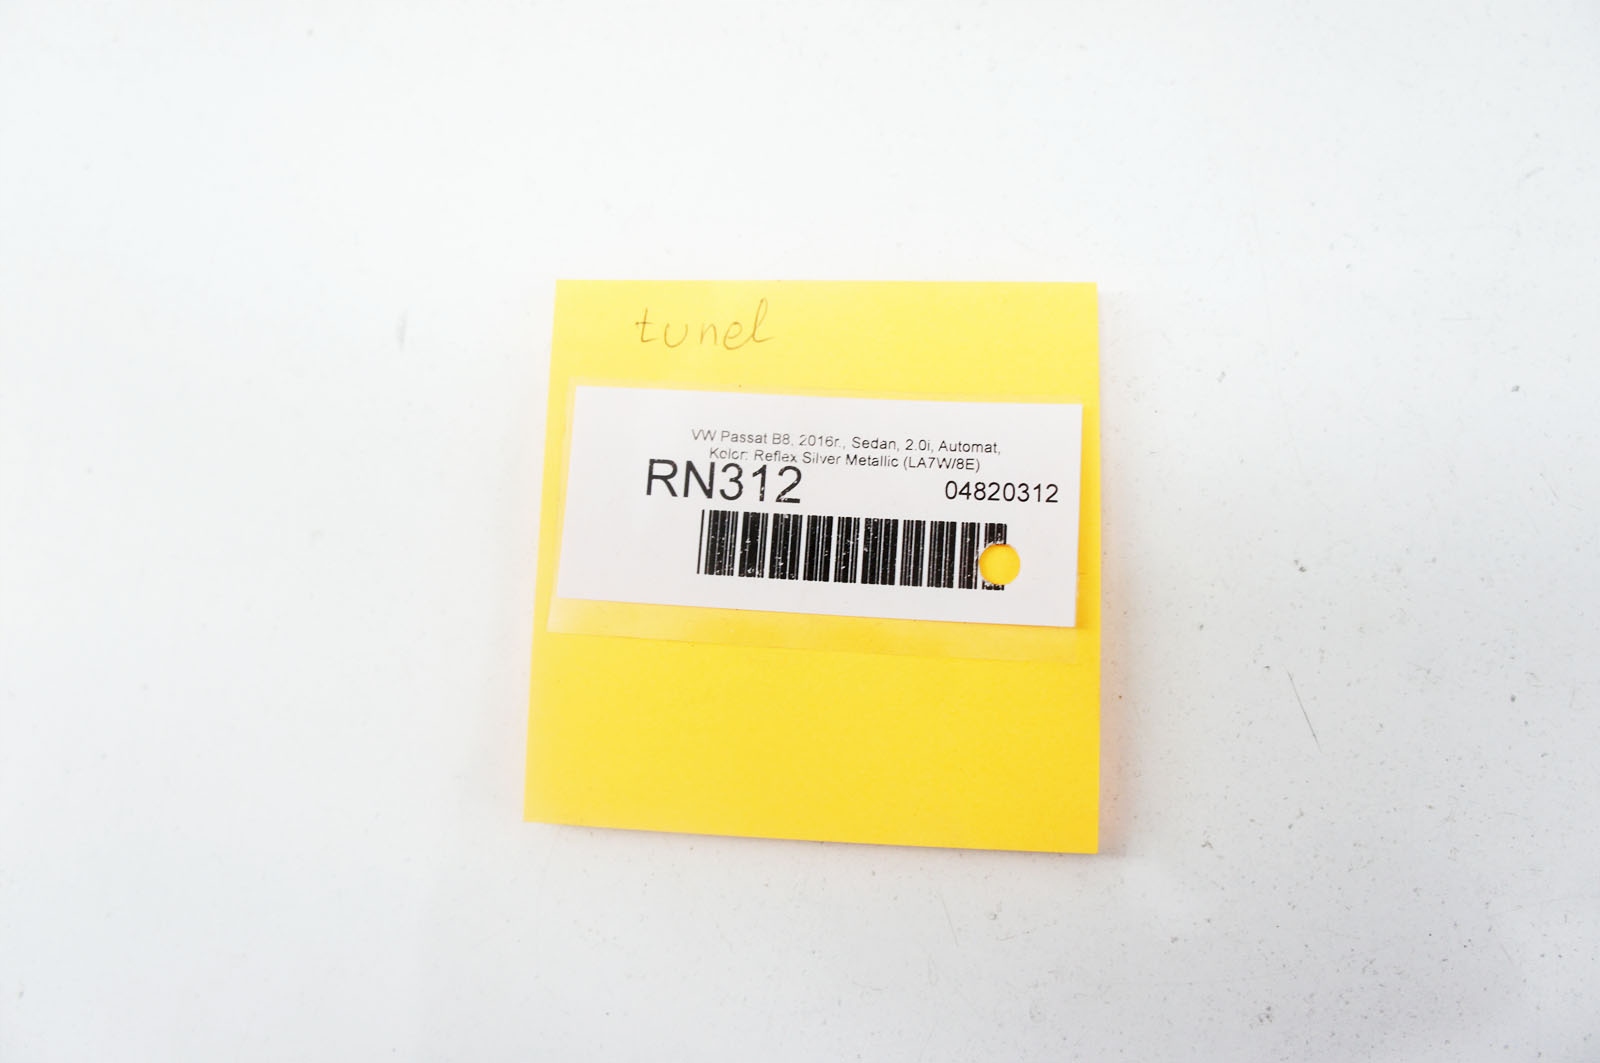 tunel
VW Passat B8, 2016r., Sedan, 2.0i, Automat,
Kolor: Reflex Silver Metallic (LA7W/8E)
RN312 04820312